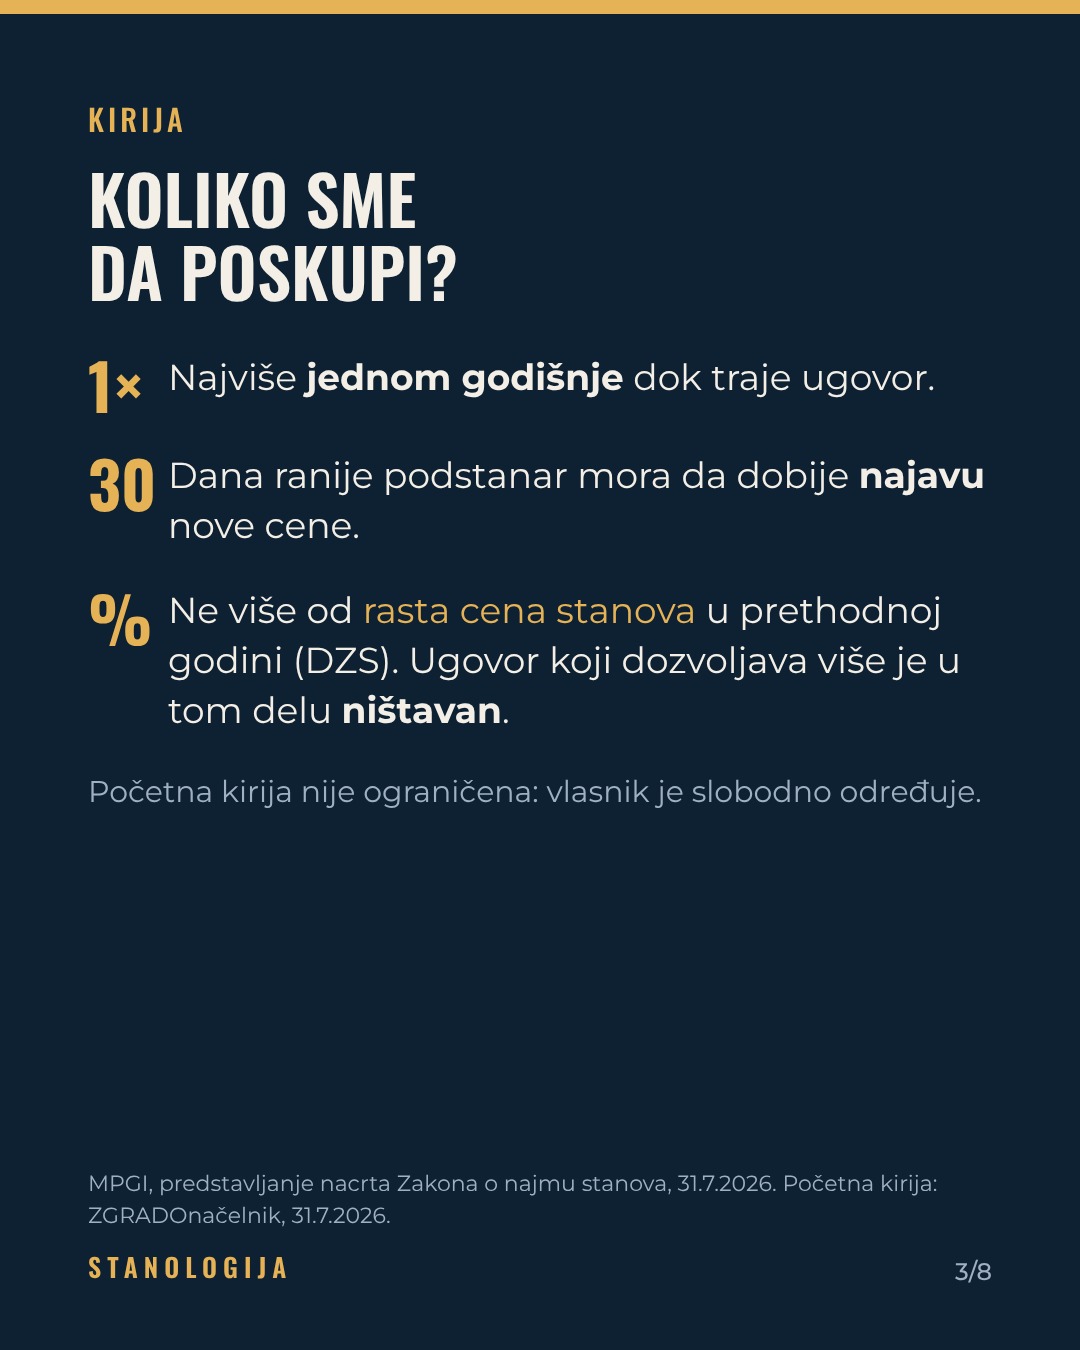 KIRIJA
KOLIKO SME
DA POSKUPI?
1× Najviše jednom godišnje dok traje ugovor.
30 Dana ranije podstanar mora da dobije najavu
nove cene.
% Ne više od rasta cena stanova u prethodnoj
godini (DZS). Ugovor koji dozvoljava više je u
tom delu ništavan.
Početna kirija nije ograničena: vlasnik je slobodno određuje.
MPGI, predstavljanje nacrta Zakona o najmu stanova, 31.7.2026. Početna kirija:
ZGRADOnačelnik, 31.7.2026.
STANOLOGIJA
3/8